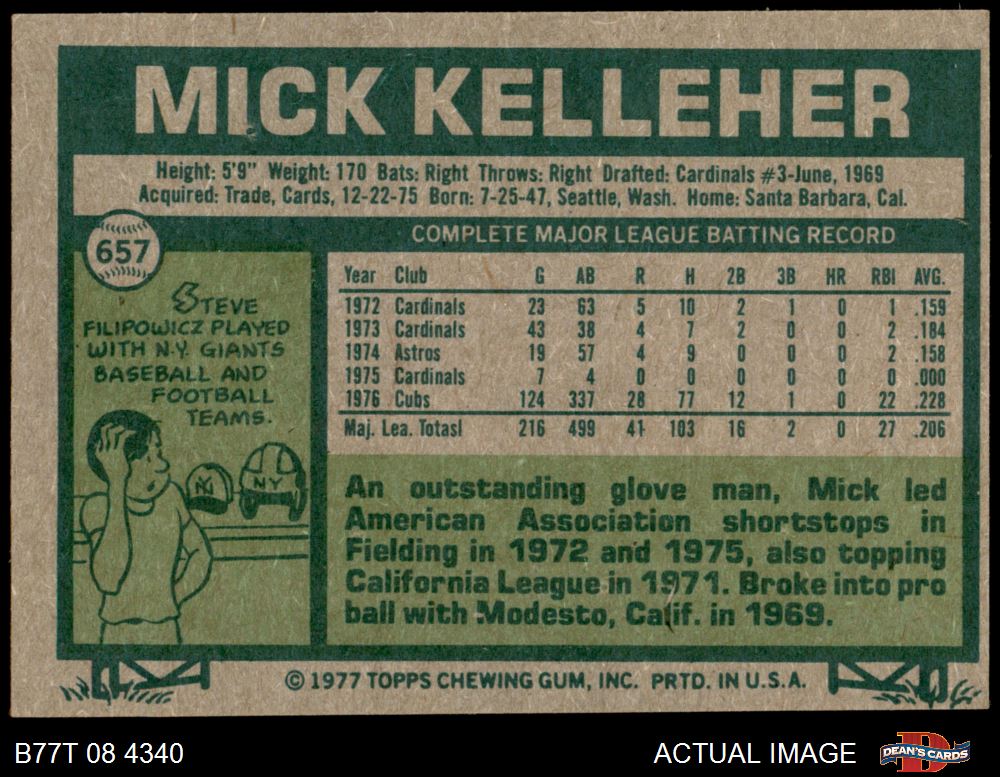 MICK KELLEHER
Height: 5'9" Weight: 170 Bats: Right Throws: Right Drafted: Cardinals #3-June, 1969
Acquired: Trade, Cards, 12-22-75 Born: 7-25-47, Seattle, Wash. Home: Santa Barbara, Cal.
657
COMPLETE MAJOR LEAGUE BATTING RECORD
Year Club G AB R H 2B 3B HR RBI AVG.
1972 Cardinals 23 63 5 10 2 1 0 1 .159
1973 Cardinals 43 38 4 7 2 0 0 2 .184
1974 Astros 19 57 4 9 0 0 0 2 .158
1975 Cardinals 7 4 0 0 0 0 0 0 .000
1976 Cubs 124 337 28 77 12 1 0 22 .228
Maj. Lea. Totasl 216 499 41 103 16 2 0 27 .206
STEVE
FILIPOWICZ PLAYED
WITH N.Y. GIANTS
BASEBALL AND
FOOTBALL
TEAMS.
NY
NY
An outstanding glove man, Mick led
American Association shortstops in
Fielding in 1972 and 1975, also topping
California League in 1971. Broke into pro
ball with Modesto, Calif. in 1969.
© 1977 TOPPS CHEWING GUM, INC. PRTD. IN U.S.A.
B77T 08 4340
ACTUAL IMAGE
DEAN'S CARDS